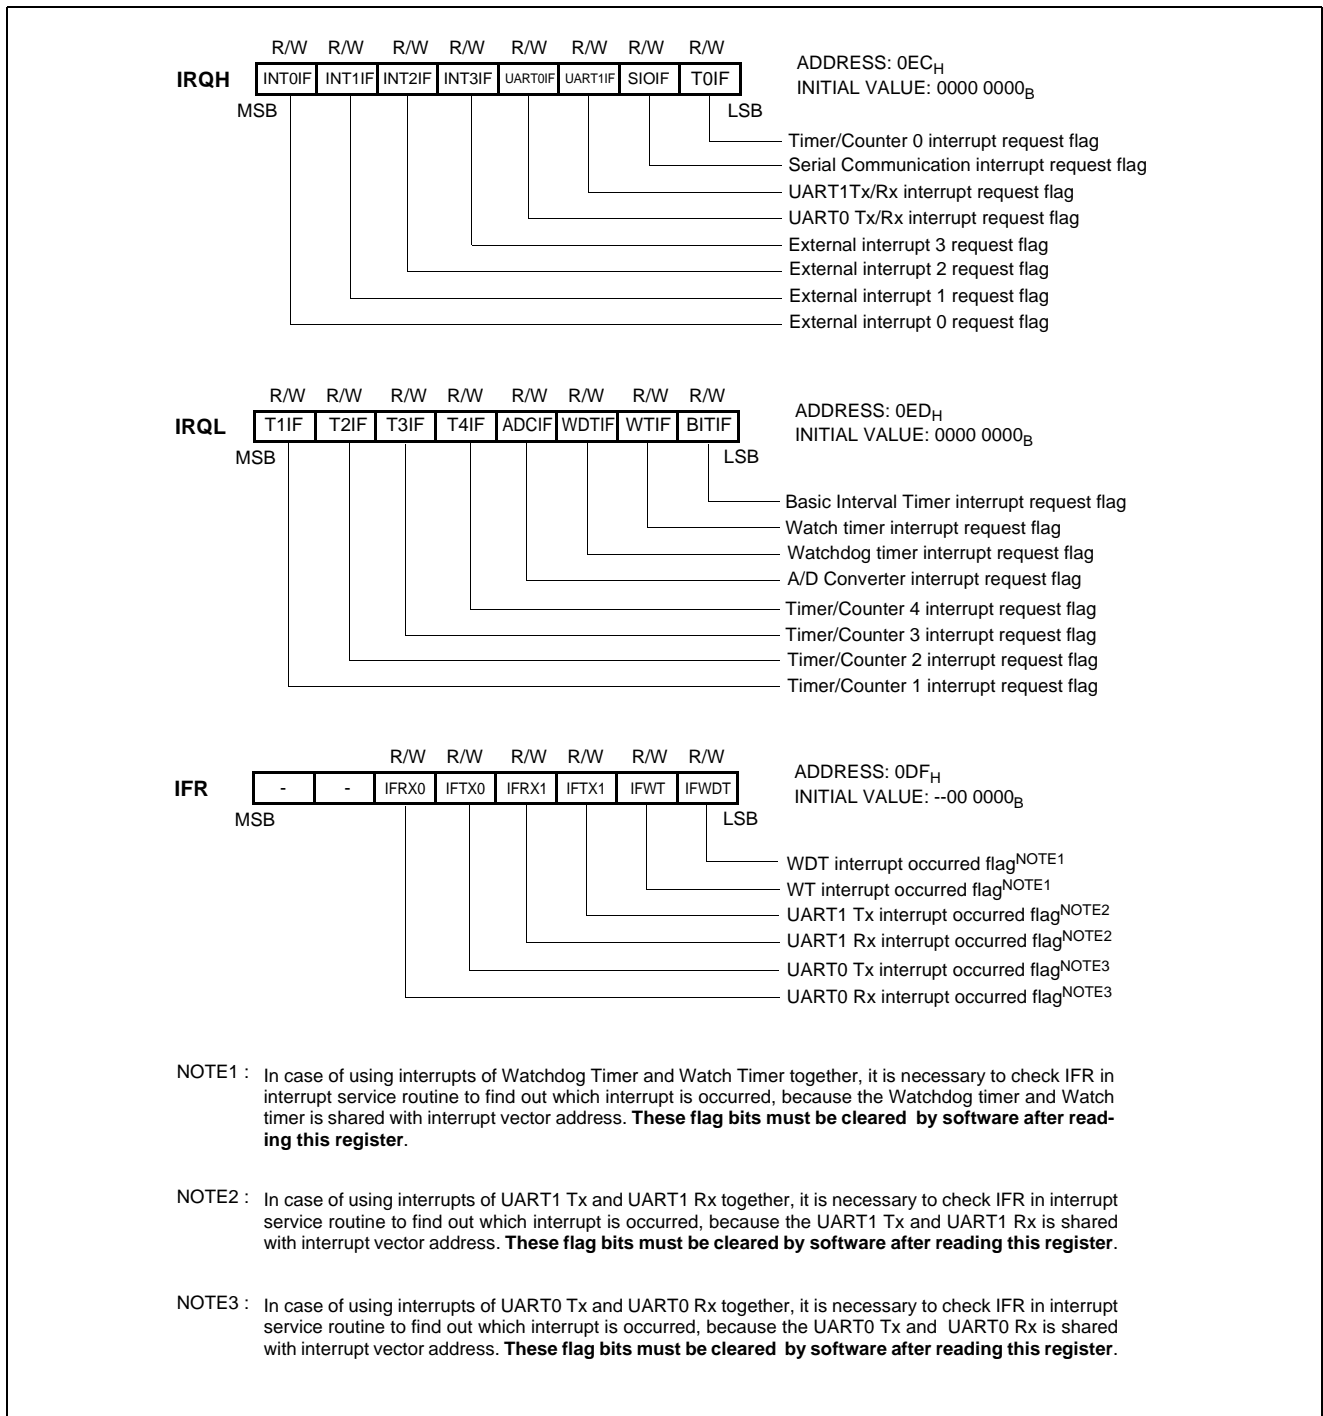 R/W R/W R/W R/W R/W R/W R/W R/W
IRQH INT0IF INT1IF INT2IF INT3IF UART0IF UART1IF SIOIF T0IF
ADDRESS: 0ECH
INITIAL VALUE: 0000 0000B
MSB LSB
Timer/Counter 0 interrupt request flag
Serial Communication interrupt request flag
UART1Tx/Rx interrupt request flag
UART0 Tx/Rx interrupt request flag
External interrupt 3 request flag
External interrupt 2 request flag
External interrupt 1 request flag
External interrupt 0 request flag
R/W R/W R/W R/W R/W R/W R/W R/W
IRQL T1IF T2IF T3IF T4IF ADCIF WDTIF WTIF BITIF
ADDRESS: 0EDH
INITIAL VALUE: 0000 0000B
MSB LSB
Basic Interval Timer interrupt request flag
Watch timer interrupt request flag
Watchdog timer interrupt request flag
A/D Converter interrupt request flag
Timer/Counter 4 interrupt request flag
Timer/Counter 3 interrupt request flag
Timer/Counter 2 interrupt request flag
Timer/Counter 1 interrupt request flag
R/W R/W R/W R/W R/W R/W
IFR - - IFRX0 IFTX0 IFRX1 IFTX1 IFWT IFWDT
ADDRESS: 0DFH
INITIAL VALUE: --00 0000B
MSB LSB
WDT interrupt occurred flagNOTE1
WT interrupt occurred flagNOTE1
UART1 Tx interrupt occurred flagNOTE2
UART1 Rx interrupt occurred flagNOTE2
UART0 Tx interrupt occurred flagNOTE3
UART0 Rx interrupt occurred flagNOTE3
NOTE1 : In case of using interrupts of Watchdog Timer and Watch Timer together, it is necessary to check IFR in
interrupt service routine to find out which interrupt is occurred, because the Watchdog timer and Watch
timer is shared with interrupt vector address. These flag bits must be cleared by software after read-
ing this register.
NOTE2 : In case of using interrupts of UART1 Tx and UART1 Rx together, it is necessary to check IFR in interrupt
service routine to find out which interrupt is occurred, because the UART1 Tx and UART1 Rx is shared
with interrupt vector address. These flag bits must be cleared by software after reading this register.
NOTE3 : In case of using interrupts of UART0 Tx and UART0 Rx together, it is necessary to check IFR in interrupt
service routine to find out which interrupt is occurred, because the UART0 Tx and UART0 Rx is shared
with interrupt vector address. These flag bits must be cleared by software after reading this register.